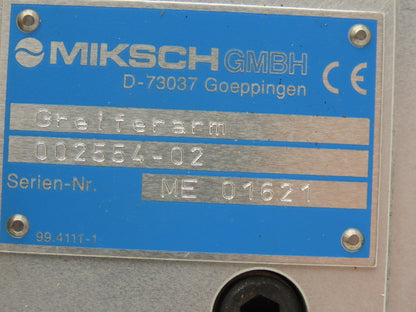 MIKSCH GMBH CE
D-73037 Goeppingen
Greiferarm
002554-02
Serien-Nr. ME 01621
99.4111-1